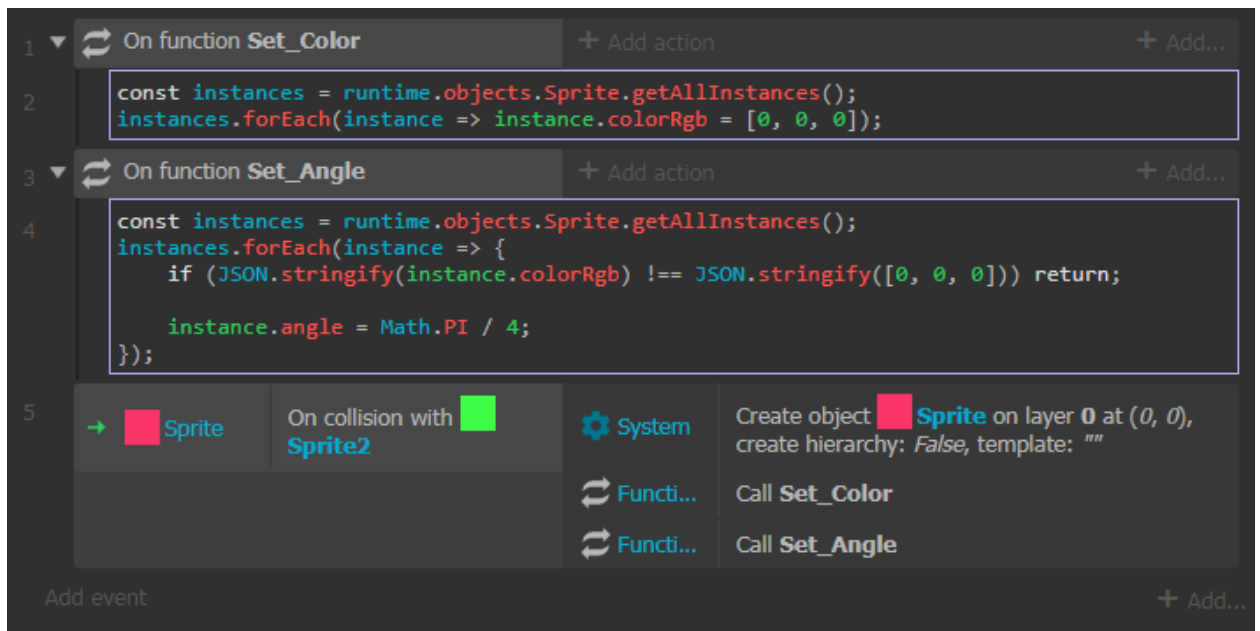 1 On function Set_Color + Add action + Add...
2 const instances = runtime.objects.Sprite.getAllInstances();
instances.forEach(instance => instance.colorRgb = [0, 0, 0]);
3 On function Set_Angle + Add action + Add...
4 const instances = runtime.objects.Sprite.getAllInstances();
instances.forEach(instance => {
if (JSON.stringify(instance.colorRgb) !== JSON.stringify([0, 0, 0])) return;
instance.angle = Math.PI / 4;
});
5 Sprite On collision with
Sprite2
System Create object Sprite on layer 0 at (0, 0),
create hierarchy: False, template: ""
Functi... Call Set_Color
Functi... Call Set_Angle
Add event + Add...